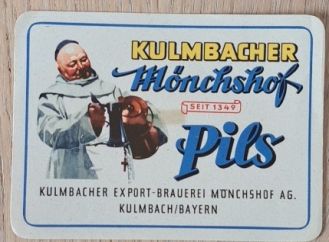 KULMBACHER
Mönchshof
SEIT 1349
Pils
KULMBACHER EXPORT-BRAUEREI MÖNCHSHOF AG.
KULMBACH/BAYERN